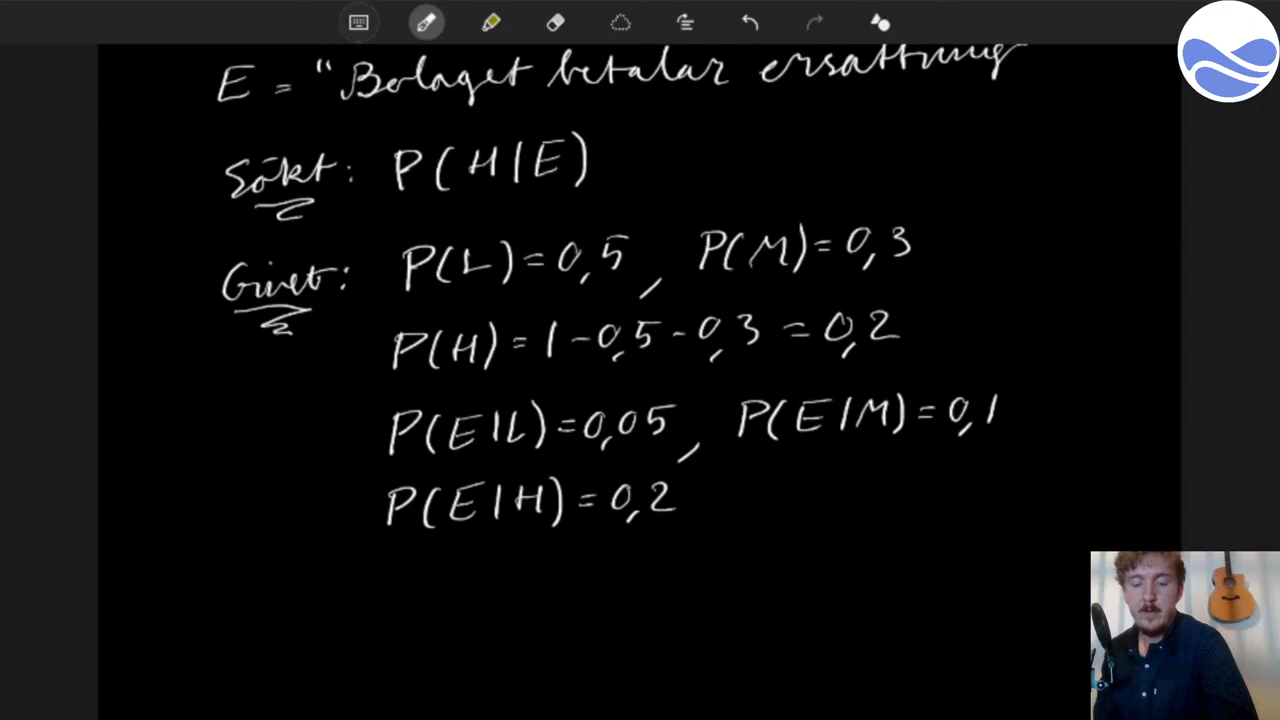 E = "Bolaget betalar ersättning
Sökt: P(H|E)
Givet: P(L)=0,5, P(M)=0,3
P(H)=1-0,5-0,3=0,2
P(E|L)=0,05, P(E|M)=0,1
P(E|H)=0,2